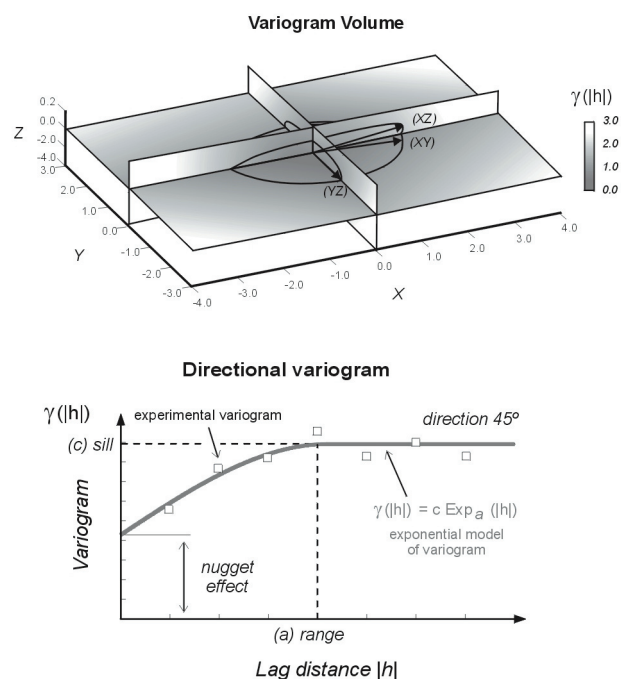 Variogram Volume
γ(|h|)
3.0
2.0
1.0
0.0
Z
0.2
0.0
-2.0
-4.0
3.0
2.0
1.0
0.0
-1.0
-2.0
-3.0
Y
-4.0
-3.0
-2.0
-1.0
0.0
1.0
2.0
3.0
4.0
X
(XZ)
(XY)
(YZ)
Directional variogram
γ(|h|)
experimental variogram
direction 45º
(c) sill
γ(|h|) = c Exp a (|h|)
exponential model
of variogram
Variogram
nugget
effect
(a) range
Lag distance |h|